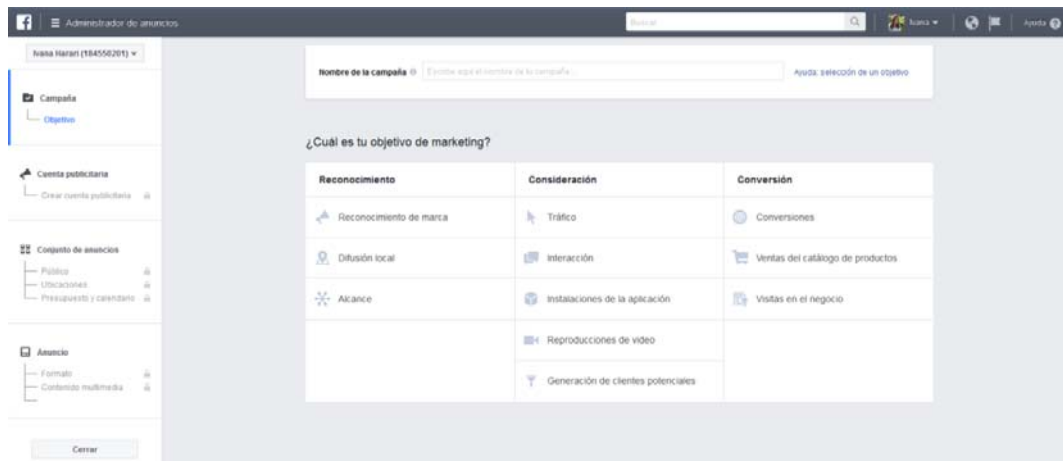 Administrador de anuncios
Buscar
Ivana
Ayuda
Ivana Harari (184550201)
Campaña
Objetivo
Cuenta publicitaria
Crear cuenta publicitaria
Conjunto de anuncios
Público
Ubicaciones
Presupuesto y calendario
Anuncio
Formato
Contenido multimedia
Cerrar
Nombre de la campaña
Escribe aquí el nombre de tu campaña...
Ayuda: selección de un objetivo
¿Cuál es tu objetivo de marketing?
Reconocimiento
Consideración
Conversión
Reconocimiento de marca
Tráfico
Conversiones
Difusión local
Interacción
Ventas del catálogo de productos
Alcance
Instalaciones de la aplicación
Visitas en el negocio
Reproducciones de video
Generación de clientes potenciales